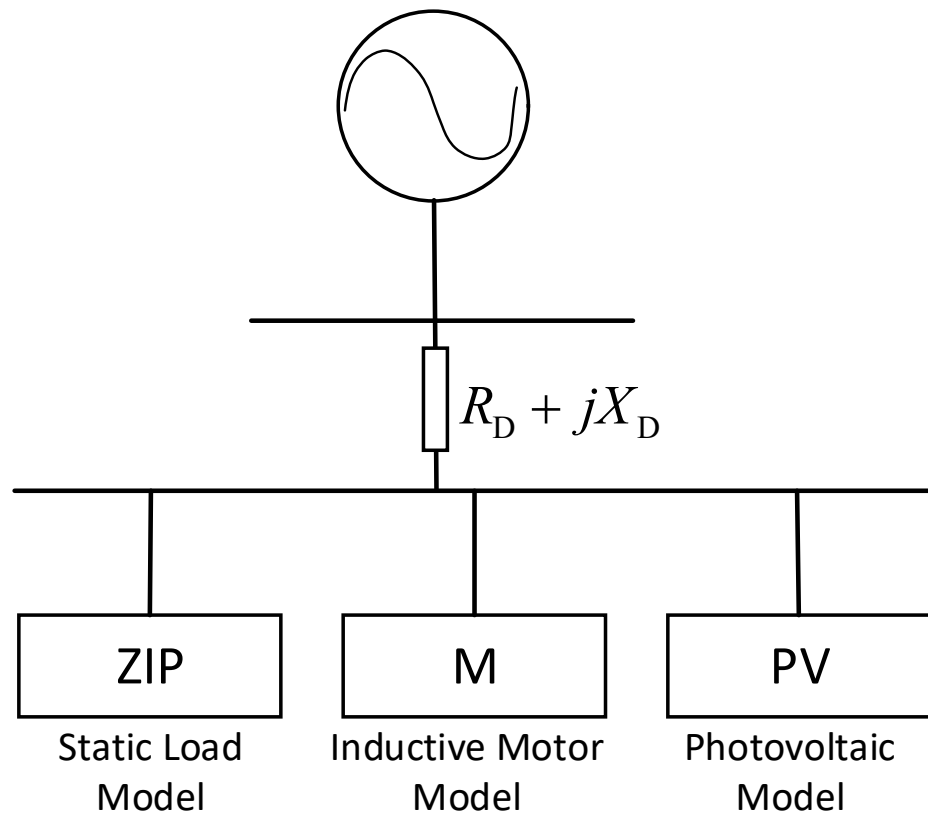 R_D + jX_D
ZIP
M
PV
Static Load
Model
Inductive Motor
Model
Photovoltaic
Model